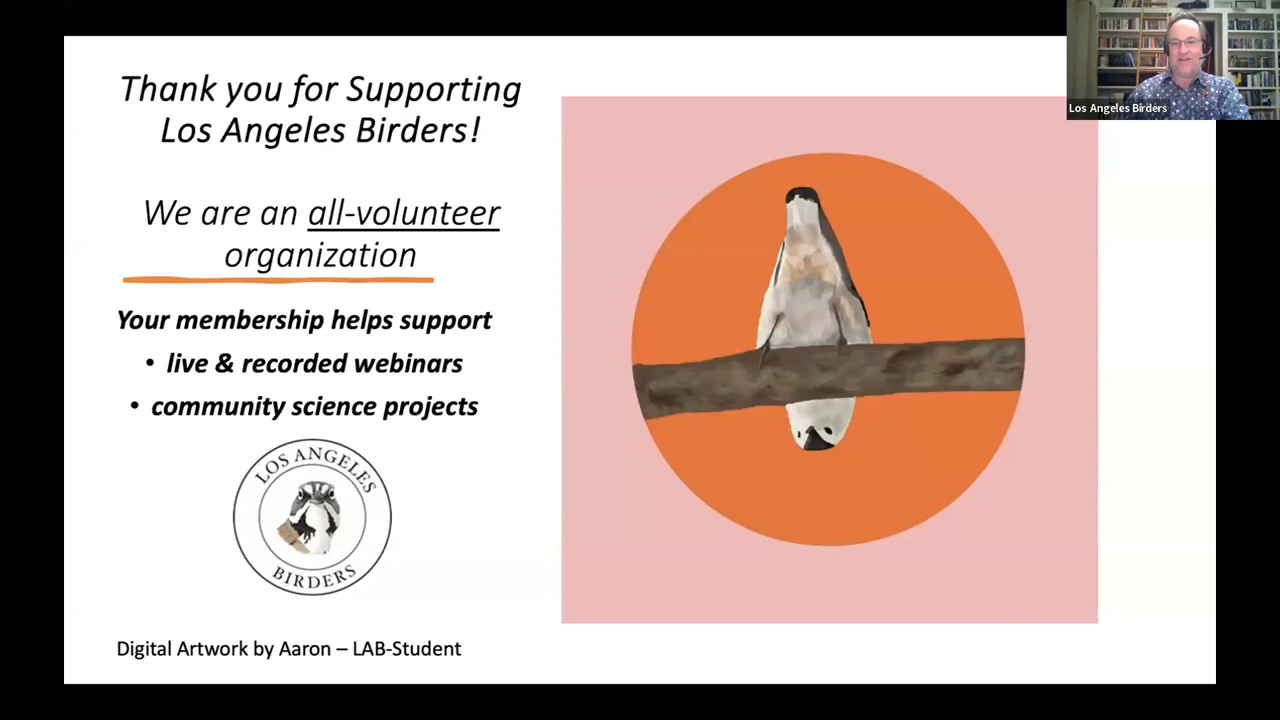 Thank you for Supporting
Los Angeles Birders!
We are an all-volunteer
organization
Your membership helps support
• live & recorded webinars
• community science projects
LOS ANGELES
BIRDERS
Digital Artwork by Aaron – LAB-Student
Los Angeles Birders